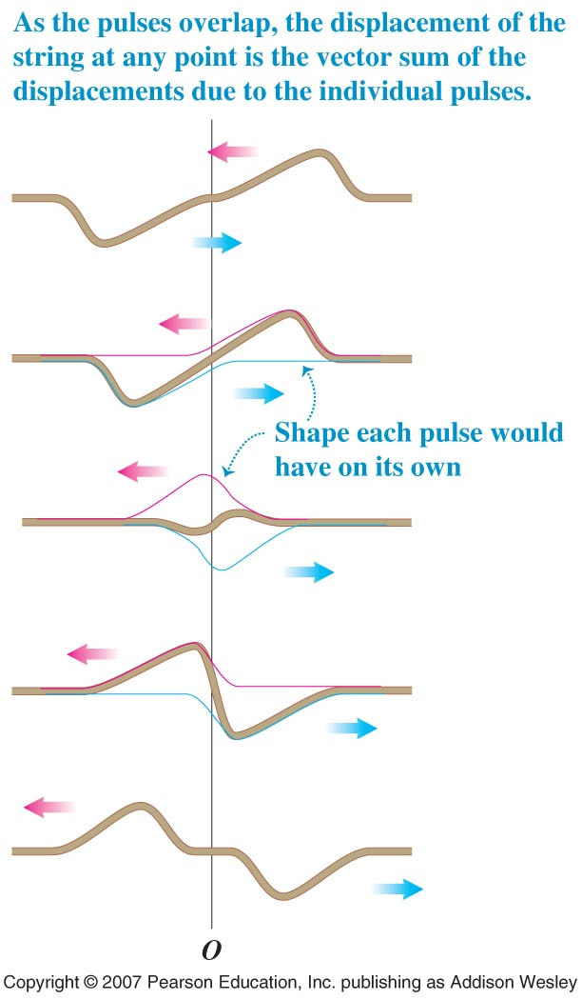 As the pulses overlap, the displacement of the
string at any point is the vector sum of the
displacements due to the individual pulses.
Shape each pulse would
have on its own
O
Copyright © 2007 Pearson Education, Inc. publishing as Addison Wesley